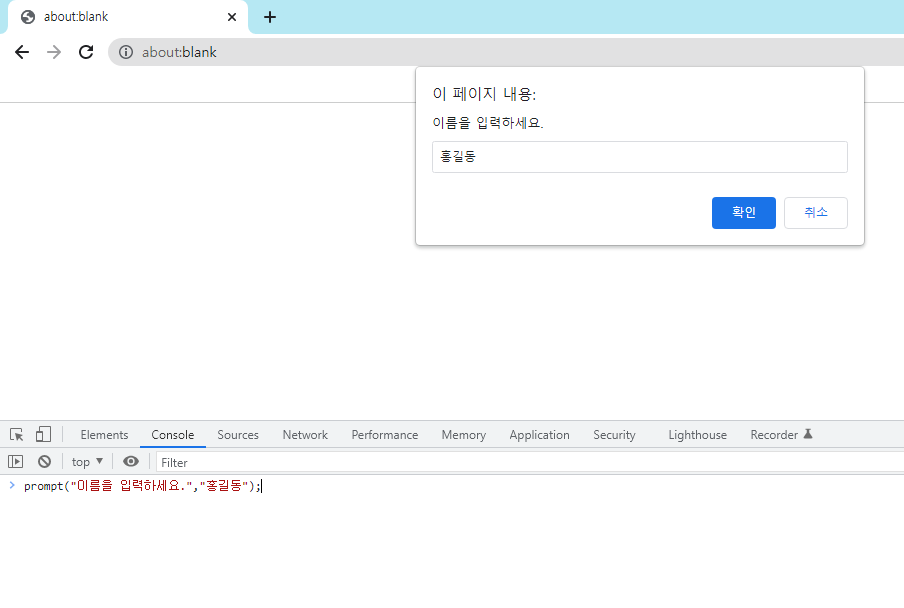 about:blank
about:blank
이 페이지 내용:
이름을 입력하세요.
홍길동
확인 취소
Elements Console Sources Network Performance Memory Application Security Lighthouse Recorder
top Filter
prompt("이름을 입력하세요.","홍길동");